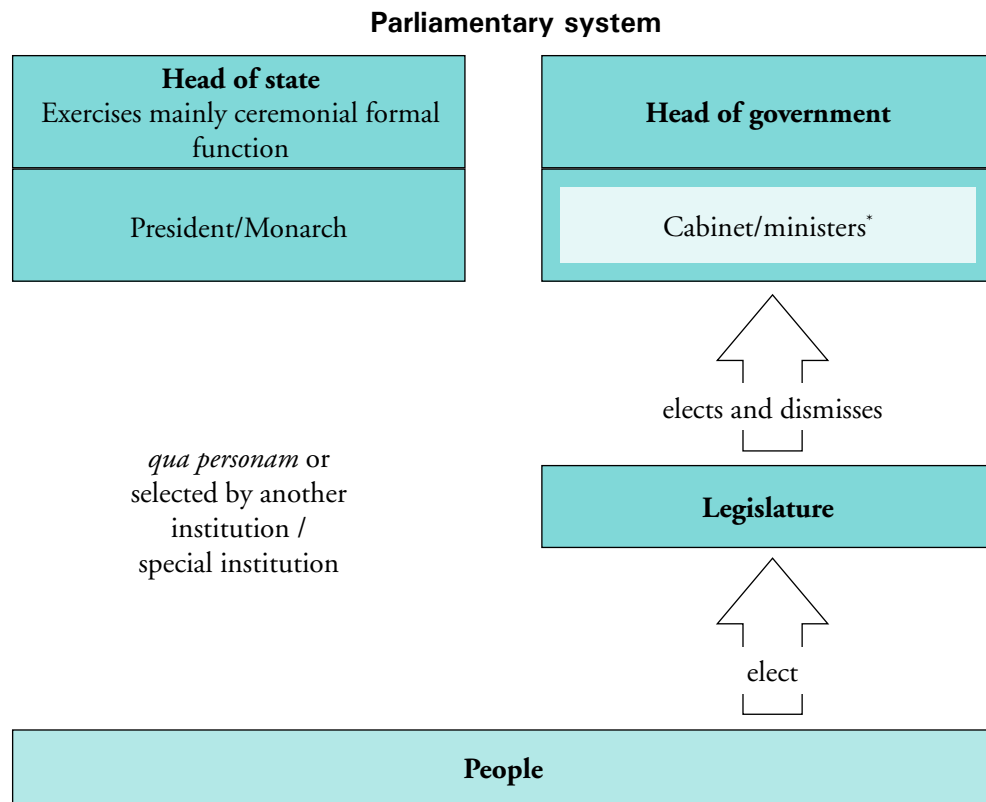 Parliamentary system
Head of state
Exercises mainly ceremonial formal
function
President/Monarch
Head of government
Cabinet/ministers*
elects and dismisses
qua personam or
selected by another
institution /
special institution
Legislature
elect
People